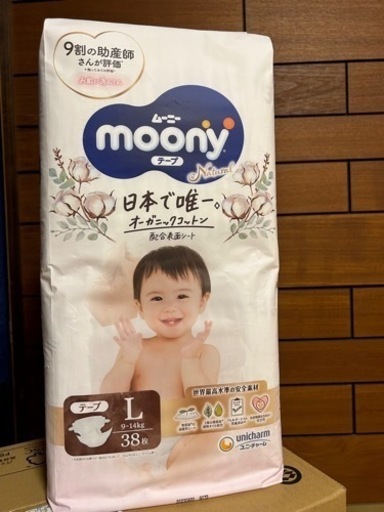 9割の助産師
さんが評価
ムーニー
moony
テープ
Natural
日本で唯一。
オーガニックコットン
配合表面シート
世界最高水準の安全素材
テープ
L
9-14kg
38枚
unicharm
ユニ・チャーム